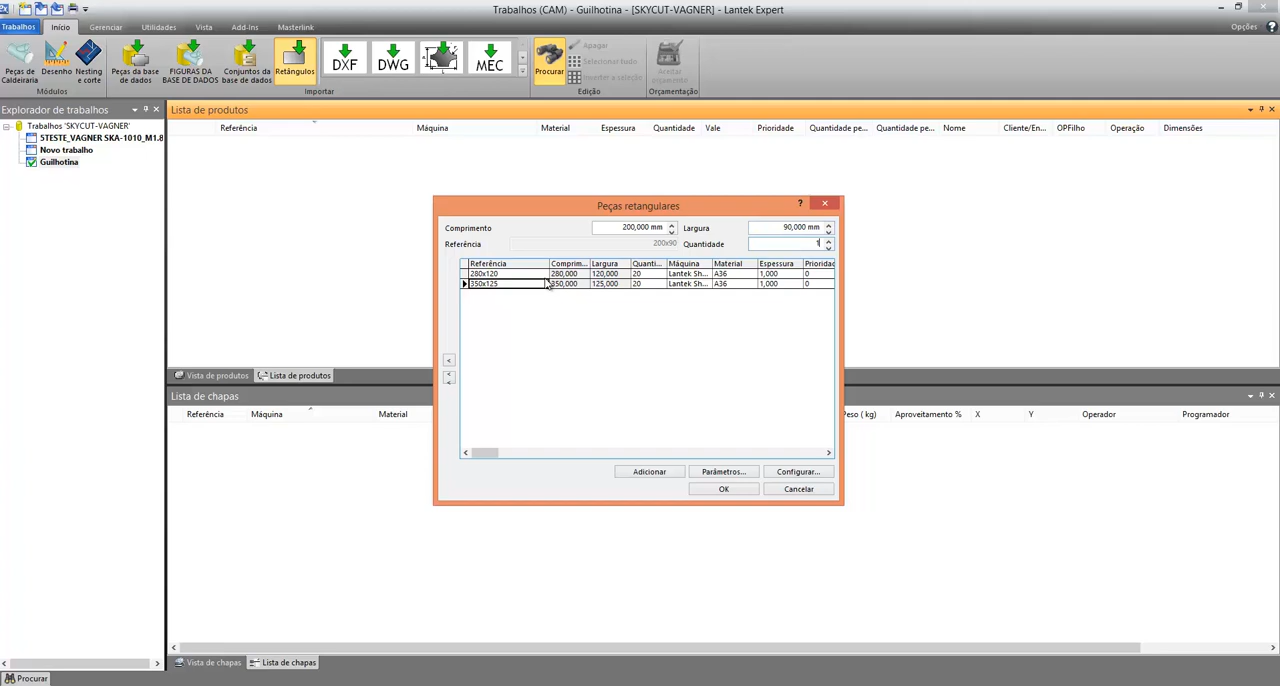 Trabalhos (CAM) - Guilhotina - [SKYCUT-VAGNER] - Lantek Expert
Trabalhos Início Gerenciar Utilidades Vista Add-Ins Masterlink Opções
Peças de Caldeiraria
Desenho
Nesting e corte
Peças da base de dados
FIGURAS DA BASE DE DADOS
Conjuntos da base de dados
Retângulos
DXF
DWG
MEC
Procurar
Apagar
Selecionar tudo
Inverter a seleção
Aceitar orçamento
Módulos Importar Edição Orçamentação
Explorador de trabalhos
Trabalhos 'SKYCUT-VAGNER'
5TESTE_VAGNER SKA-1010_M1.8
Novo trabalho
Guilhotina
Lista de produtos
Referência Máquina Material Espessura Quantidade Vale Prioridade Quantidade pe... Quantidade pe... Nome Cliente/En... OPFilho Operação Dimensões
Peças retangulares
Comprimento 200,000 mm Largura 90,000 mm
Referência 200x90 Quantidade 1
Referência Comprim... Largura Quanti... Máquina Material Espessura Prioridad
280x120 280,000 120,000 20 Lantek Sh... A36 1,000 0
350x125 350,000 125,000 20 Lantek Sh... A36 1,000 0
Adicionar Parâmetros... Configurar...
OK Cancelar
Vista de produtos Lista de produtos
Lista de chapas
Referência Máquina Material Peso ( kg) Aproveitamento % X Y Operador Programador
Vista de chapas Lista de chapas
Procurar